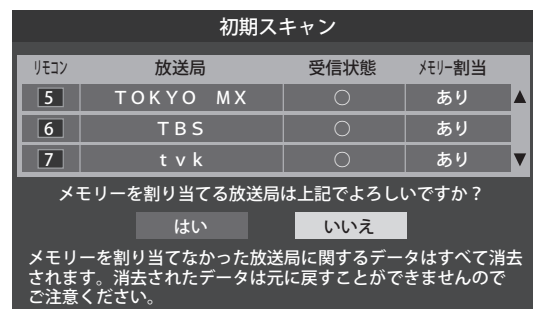 初期スキャン
ﾘﾓｺﾝ 放送局 受信状態 ﾒﾓﾘｰ割当 ▲
5 ＴＯＫＹＯ　ＭＸ ○ あり
6 ＴＢＳ ○ あり
7 ｔｖｋ ○ あり ▼
メモリーを割り当てる放送局は上記でよろしいですか？
はい いいえ
メモリーを割り当てなかった放送局に関するデータはすべて消去
されます。消去されたデータは元に戻すことができませんので
ご注意ください。